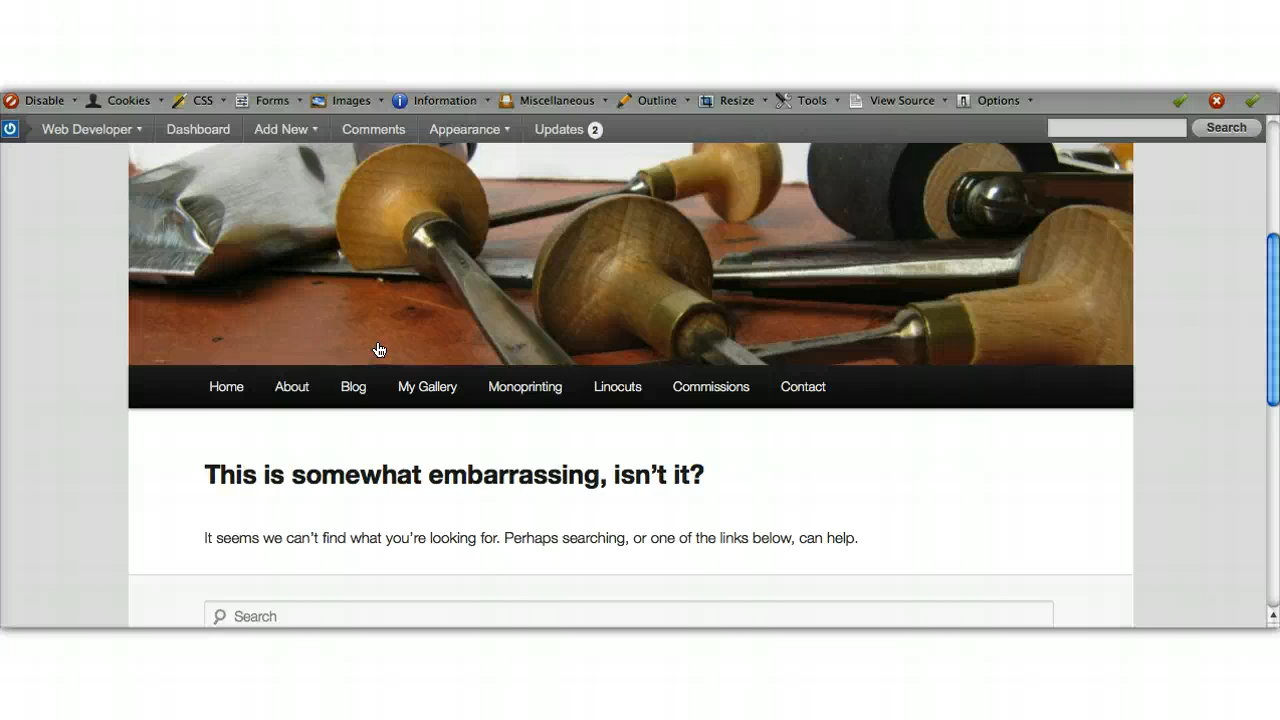 Disable Cookies CSS Forms Images Information Miscellaneous Outline Resize Tools View Source Options
Web Developer Dashboard Add New Comments Appearance Updates 2 Search
Home About Blog My Gallery Monoprinting Linocuts Commissions Contact
This is somewhat embarrassing, isn’t it?
It seems we can’t find what you’re looking for. Perhaps searching, or one of the links below, can help.
Search